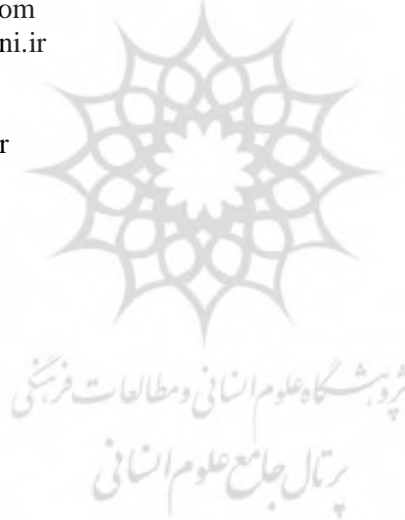 om
ni.ir
r
پژوهشگاه علوم انسانی و مطالعات فرهنگی
پرتال جامع علوم انسانی